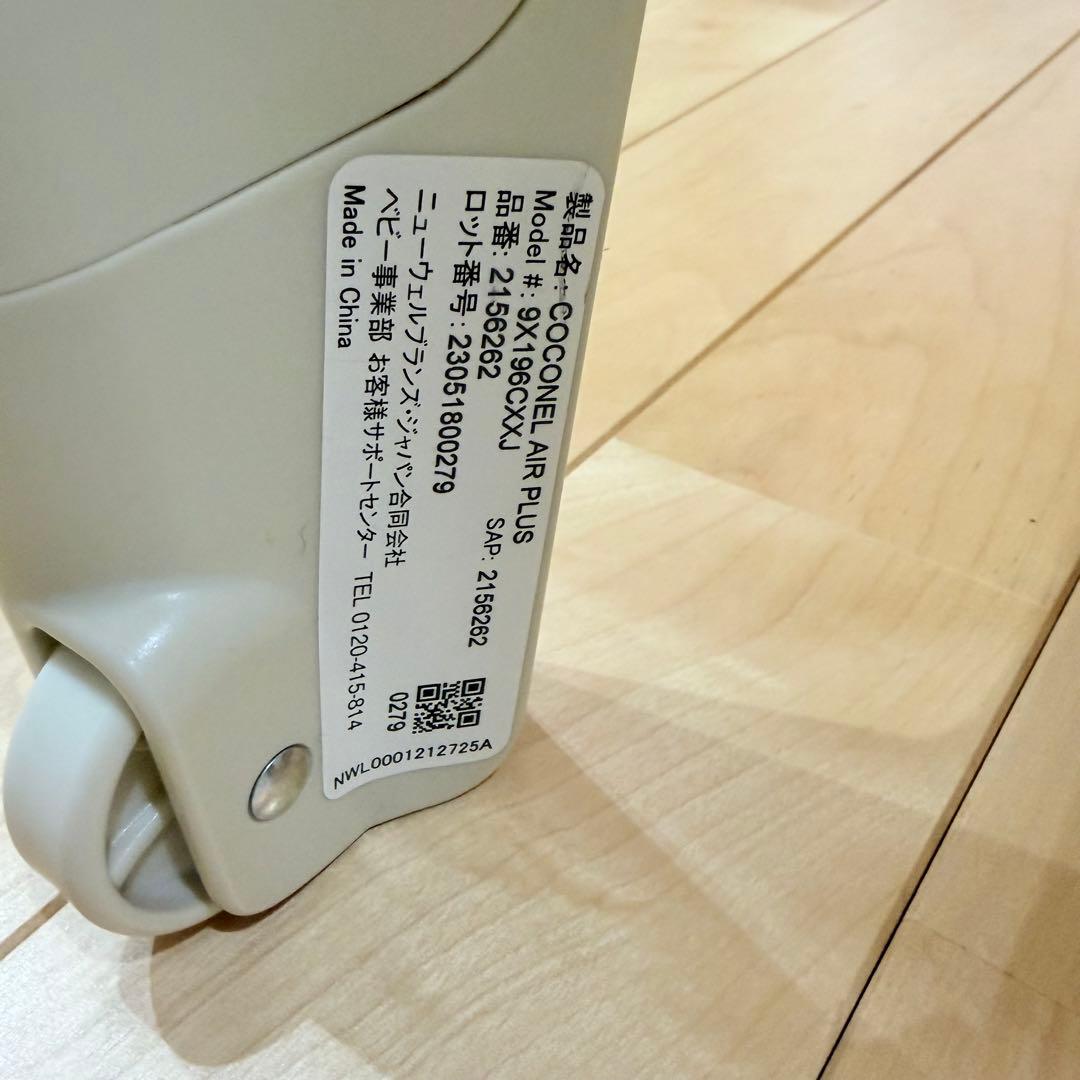 製品名: COCONEL AIR PLUS
Model #: 9X196CXXJ
品番: 2156262 SAP: 2156262
ロット番号: 23051800279
ニューウェルブランズ・ジャパン合同会社
ベビー事業部 お客様サポートセンター TEL 0120-415-814
Made in China
0279
NWL0001212725A